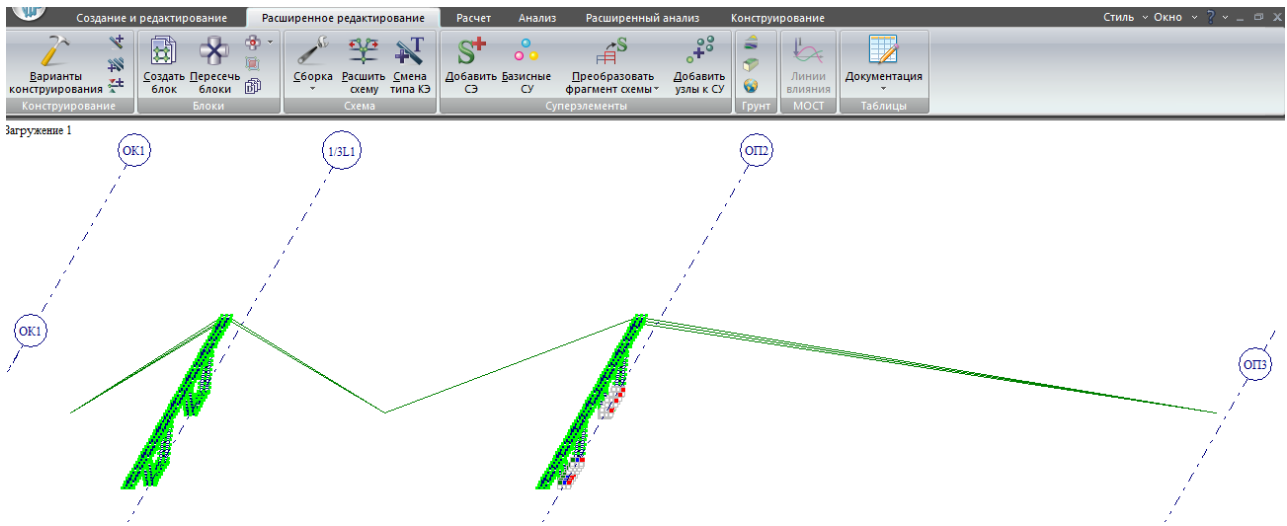 Создание и редактирование Расширенное редактирование Расчет Анализ Расширенный анализ Конструирование Стиль Окно ?
Варианты конструирования
Создать блок
Пересечь блоки
Сборка
Расшить схему
Смена типа КЭ
Добавить СЭ
Базисные СУ
Преобразовать фрагмент схемы
Добавить узлы к СУ
Линии влияния
Документация
Конструирование Блоки Схема Суперэлементы Грунт МОСТ Таблицы
Загружение 1
ОК1
1/3L1
ОП2
ОК1
ОП3